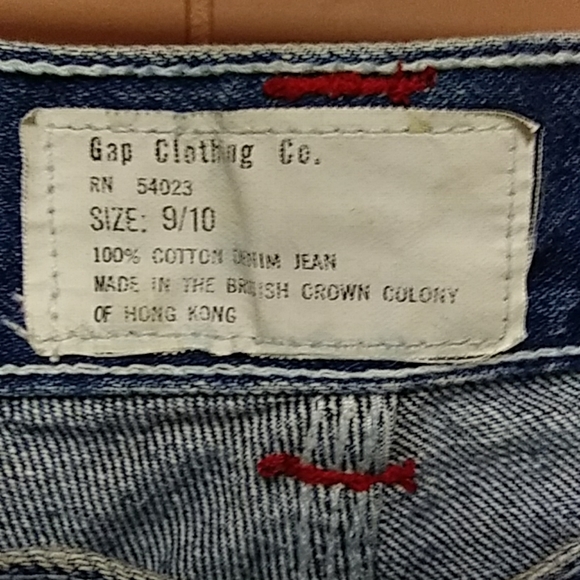 Gap Clothing Co.
RN 54023
SIZE: 9/10
100% COTTON DENIM JEAN
MADE IN THE BRITISH CROWN COLONY
OF HONG KONG